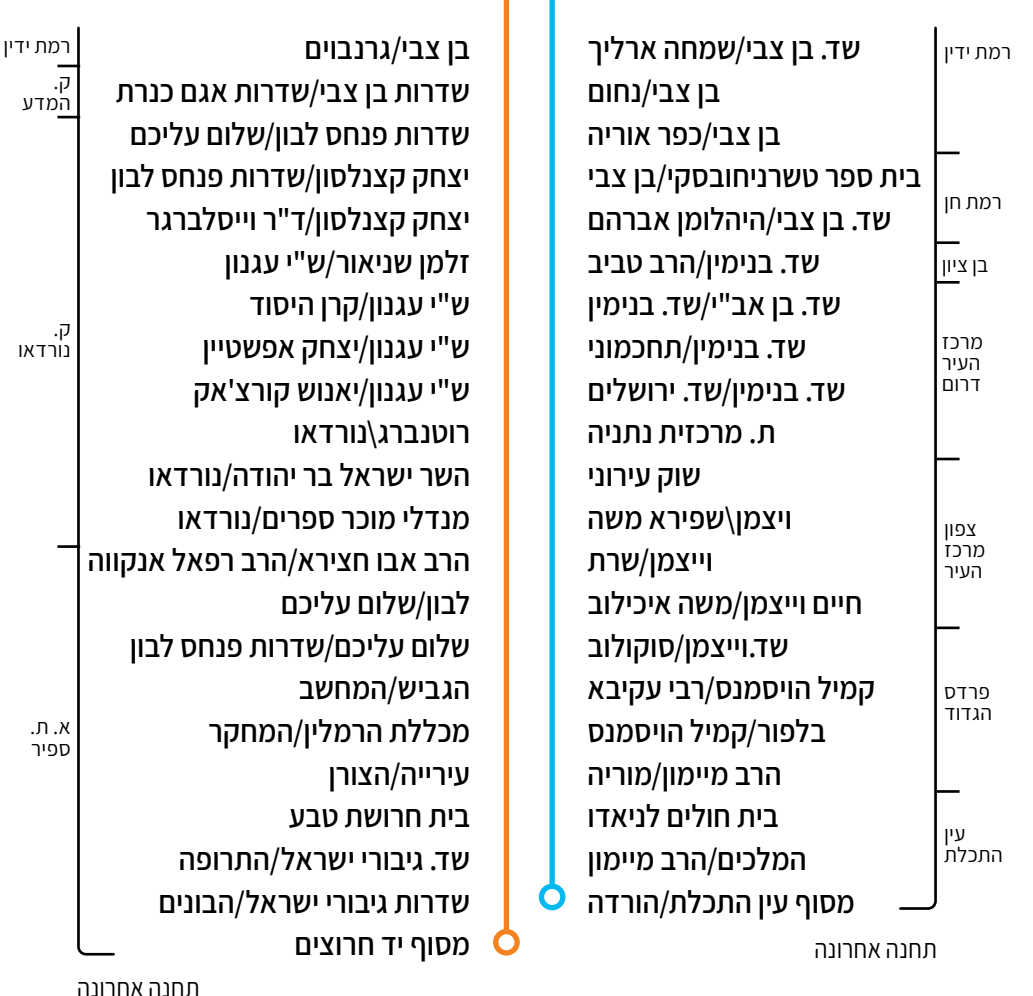 רמת ידין
שד. בן צבי/שמחה ארליך
בן צבי/נחום
בן צבי/כפר אוריה
בית ספר טשרניחובסקי/בן צבי
רמת חן
שד. בן צבי/היהלומן אברהם
בן ציון
שד. בנימין/הרב טביב
שד. בן אב"י/שד. בנימין
מרכז
העיר
דרום
שד. בנימין/תחכמוני
שד. בנימין/שד. ירושלים
ת. מרכזית נתניה
שוק עירוני
צפון
מרכז
העיר
ויצמן\שפירא משה
וייצמן/שרת
חיים וייצמן/משה איכילוב
שד.וייצמן/סוקולוב
פרדס
הגדוד
קמיל הויסמנס/רבי עקיבא
בלפור/קמיל הויסמנס
הרב מיימון/מוריה
עין
התכלת
בית חולים לניאדו
המלכים/הרב מיימון
מסוף עין התכלת/הורדה
תחנה אחרונה
בן צבי/גרנבוים
רמת ידין
שדרות בן צבי/שדרות אגם כנרת
ק.
המדע
שדרות פנחס לבון/שלום עליכם
יצחק קצנלסון/שדרות פנחס לבון
יצחק קצנלסון/ד"ר וייסלברגר
זלמן שניאור/ש"י עגנון
ש"י עגנון/קרן היסוד
ק.
נורדאו
ש"י עגנון/יצחק אפשטיין
ש"י עגנון/יאנוש קורצ'אק
רוטנברג\נורדאו
השר ישראל בר יהודה/נורדאו
מנדלי מוכר ספרים/נורדאו
הרב אבו חצירא/הרב רפאל אנקווה
לבון/שלום עליכם
שלום עליכם/שדרות פנחס לבון
הגביש/המחשב
מכללת הרמלין/המחקר
א. ת.
ספיר
עירייה/הצורן
בית חרושת טבע
שד. גיבורי ישראל/התרופה
שדרות גיבורי ישראל/הבונים
מסוף יד חרוצים
תחנה אחרונה